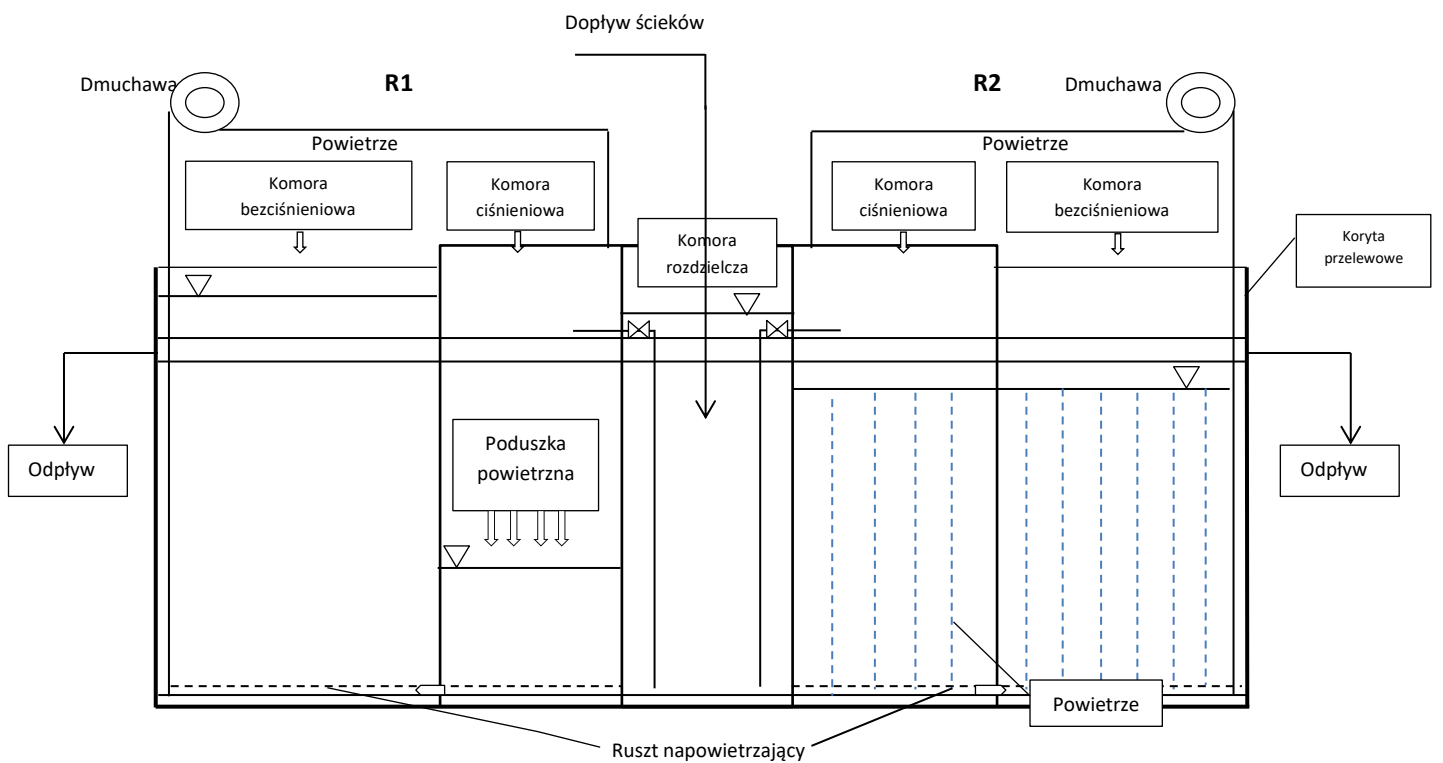 Dopływ ścieków
Dmuchawa
R1
R2
Dmuchawa
Powietrze
Powietrze
Komora
bezciśnieniowa
Komora
ciśnieniowa
Komora
rozdzielcza
Komora
ciśnieniowa
Komora
bezciśnieniowa
Koryta
przelewowe
Odpływ
Poduszka
powietrzna
Odpływ
Powietrze
Ruszt napowietrzający